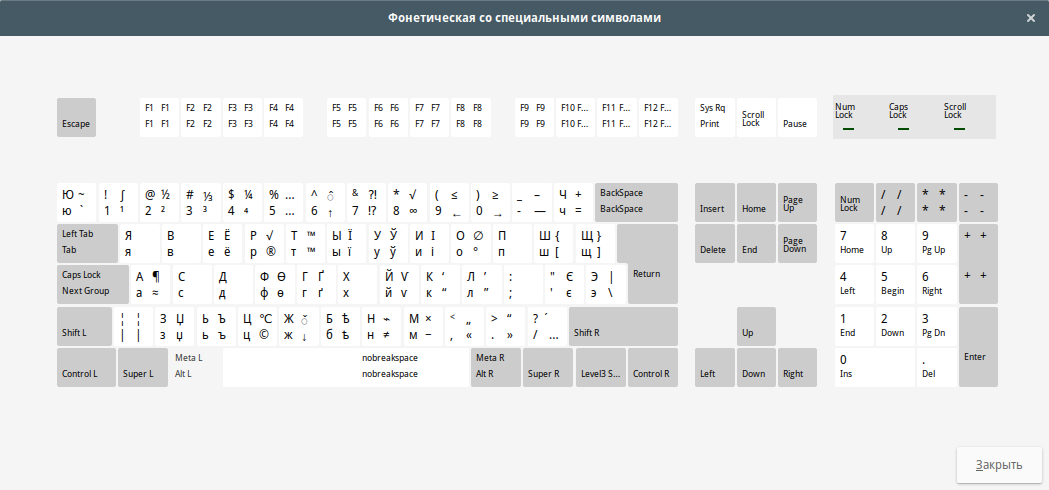 Фонетическая со специальными символами
F1 F1 F2 F2 F3 F3 F4 F4 F5 F5 F6 F6 F7 F7 F8 F8 F9 F9 F10 F... F11 F... F12 F... Sys Rq Num Lock Caps Lock Scroll Lock
Escape F1 F1 F2 F2 F3 F3 F4 F4 F5 F5 F6 F6 F7 F7 F8 F8 F9 F9 F10 F... F11 F... F12 F... Print Scroll Lock Pause
Ю ~ ! ʃ @ ½ # ⅓ $ ¼ % … ^ & ?! * √ ( ≤ ) ≥ _ – Ч + BackSpace
ю ` 1 ¹ 2 ² 3 ³ 4 ⁴ 5 … 6 ↑ 7 !? 8 ∞ 9 ← 0 → - — ч = BackSpace
Insert Home Page Up Num Lock / / * * - -
/ / * * - -
Left Tab Я В Е Ё Р √ Т ™ Ы Ї У Ў И І О ∅ П Ш { Щ } 7 8 9 + +
Tab я в е ё р ® т ™ ы ї у ў и і о ° п ш [ щ ] Delete End Page Down Home Up Pg Up
Caps Lock А ¶ С Д Ф Ѳ Г Ґ Х Й Ѵ К ‘ Л ’ : " Є Э | Return 4 5 6 + +
Next Group а ≈ с д ф ѳ г ґ х й ѵ к “ л ” ; ' є э \ Left Begin Right
¦ ¦ З Џ Ь Ъ Ц ℃ Ж Б Ѣ Н ⌁ М × < „ > “ ? ´ 1 2 3
Shift L | | з џ ь ъ ц © ж ↓ б ѣ н ≠ м − , « . » / … Shift R Up End Down Pg Dn
Meta L nobreakspace Meta R 0 . Enter
Control L Super L Alt L nobreakspace Alt R Super R Level3 S... Control R Left Down Right Ins Del
Закрыть